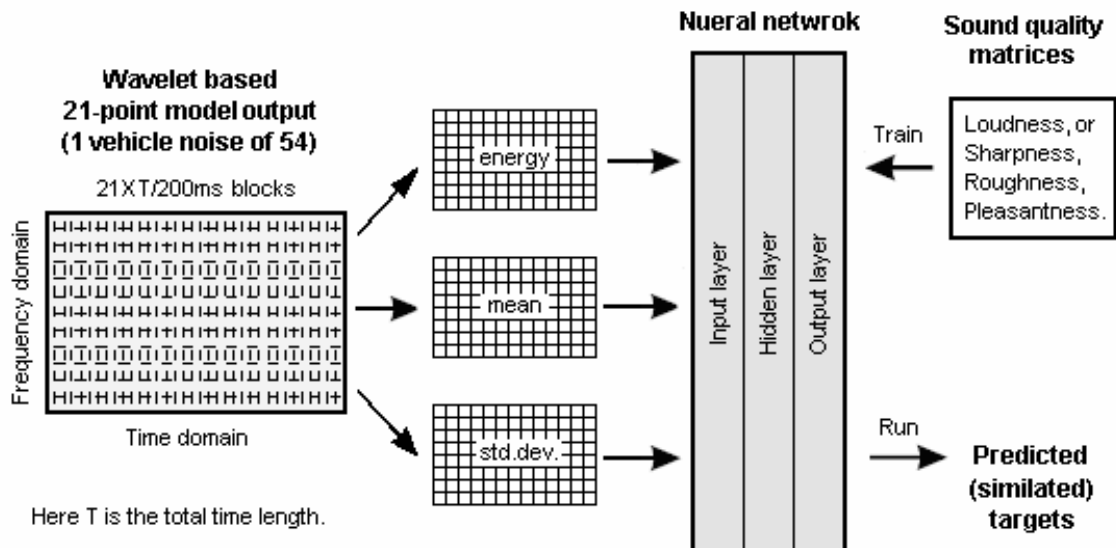 Nueral netwrok
Sound quality
matrices
Wavelet based
21-point model output
(1 vehicle noise of 54)
21XT/200ms blocks
Frequency domain
Time domain
Here T is the total time length.
energy
mean
std.dev.
Input layer
Hidden layer
Output layer
Train
Loudness, or
Sharpness,
Roughness,
Pleasantness.
Run
Predicted
(similated)
targets